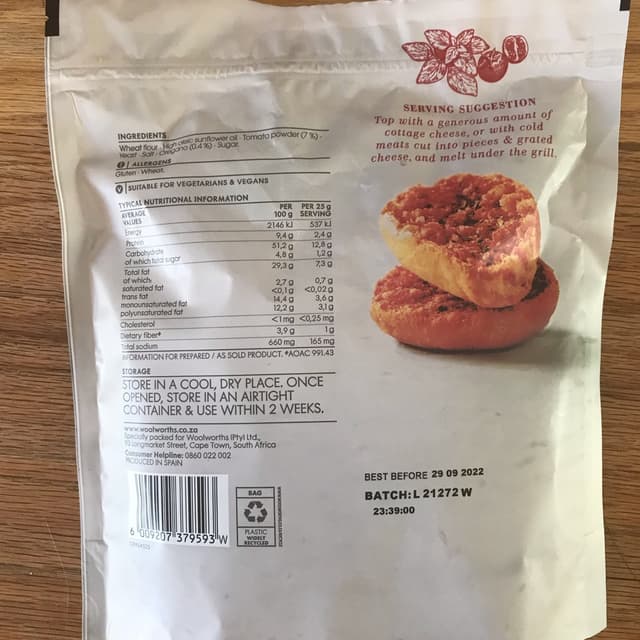 SERVING SUGGESTION
Top with a generous amount of
cottage cheese, or with cold
meats cut into pieces & grated
cheese, and melt under the grill.
INGREDIENTS
Wheat flour · High oleic sunflower oil · Tomato powder (7 %) ·
Yeast · Salt · Oregano (0.4 %) · Sugar.
ALLERGENS
Gluten · Wheat.
V SUITABLE FOR VEGETARIANS & VEGANS
TYPICAL NUTRITIONAL INFORMATION
AVERAGE VALUES PER 100 g PER 25 g SERVING
Energy 2146 kJ 537 kJ
Protein 9,4 g 2,4 g
Carbohydrate 51,2 g 12,8 g
of which total sugar 4,8 g 1,2 g
Total fat 29,3 g 7,3 g
of which
saturated fat 2,7 g 0,7 g
trans fat <0,1 g <0,02 g
monounsaturated fat 14,4 g 3,6 g
polyunsaturated fat 12,2 g 3,1 g
Cholesterol <1 mg <0,25 mg
Dietary fiber# 3,9 g 1 g
Total sodium 660 mg 165 mg
INFORMATION FOR PREPARED / AS SOLD PRODUCT. #AOAC 991.43
STORAGE
STORE IN A COOL, DRY PLACE. ONCE
OPENED, STORE IN AN AIRTIGHT
CONTAINER & USE WITHIN 2 WEEKS.
www.woolworths.co.za
Specially packed for Woolworths (Pty) Ltd.,
93 Longmarket Street, Cape Town, South Africa
Consumer Helpline: 0860 022 002
PRODUCED IN SPAIN
6 009207 379593 W
BAG
PLASTIC
WIDELY
RECYCLED
BEST BEFORE 29 09 2022
BATCH: L 21272 W
23:39:00